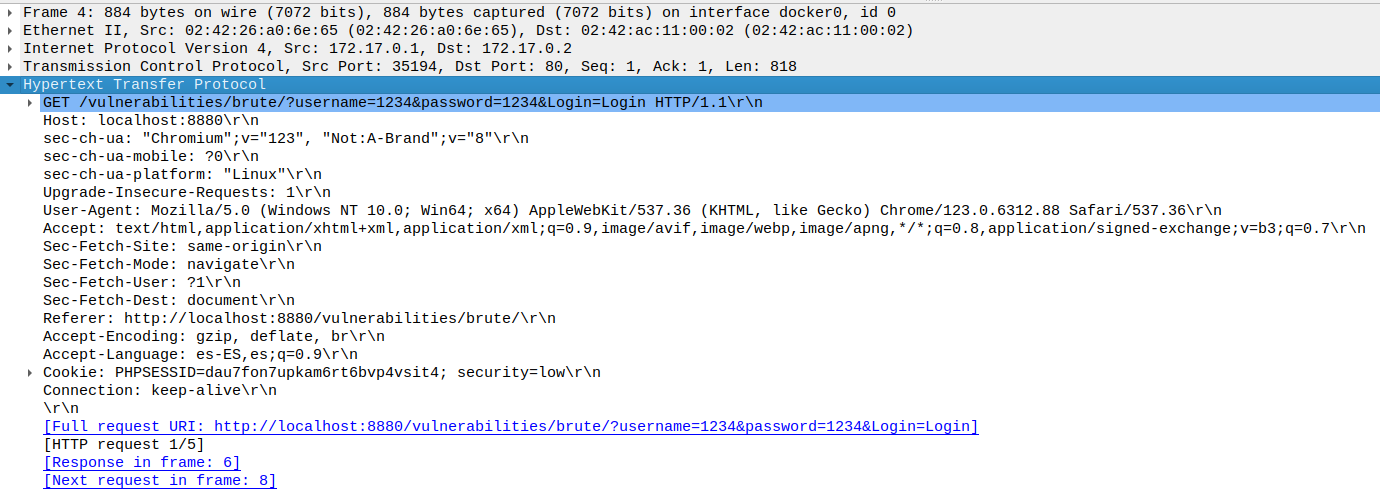 Frame 4: 884 bytes on wire (7072 bits), 884 bytes captured (7072 bits) on interface docker0, id 0
Ethernet II, Src: 02:42:26:a0:6e:65 (02:42:26:a0:6e:65), Dst: 02:42:ac:11:00:02 (02:42:ac:11:00:02)
Internet Protocol Version 4, Src: 172.17.0.1, Dst: 172.17.0.2
Transmission Control Protocol, Src Port: 35194, Dst Port: 80, Seq: 1, Ack: 1, Len: 818
Hypertext Transfer Protocol
GET /vulnerabilities/brute/?username=1234&password=1234&Login=Login HTTP/1.1\r\n
Host: localhost:8880\r\n
sec-ch-ua: "Chromium";v="123", "Not:A-Brand";v="8"\r\n
sec-ch-ua-mobile: ?0\r\n
sec-ch-ua-platform: "Linux"\r\n
Upgrade-Insecure-Requests: 1\r\n
User-Agent: Mozilla/5.0 (Windows NT 10.0; Win64; x64) AppleWebKit/537.36 (KHTML, like Gecko) Chrome/123.0.6312.88 Safari/537.36\r\n
Accept: text/html,application/xhtml+xml,application/xml;q=0.9,image/avif,image/webp,image/apng,*/*;q=0.8,application/signed-exchange;v=b3;q=0.7\r\n
Sec-Fetch-Site: same-origin\r\n
Sec-Fetch-Mode: navigate\r\n
Sec-Fetch-User: ?1\r\n
Sec-Fetch-Dest: document\r\n
Referer: http://localhost:8880/vulnerabilities/brute/\r\n
Accept-Encoding: gzip, deflate, br\r\n
Accept-Language: es-ES,es;q=0.9\r\n
Cookie: PHPSESSID=dau7fon7upkam6rt6bvp4vsit4; security=low\r\n
Connection: keep-alive\r\n
\r\n
[Full request URI: http://localhost:8880/vulnerabilities/brute/?username=1234&password=1234&Login=Login]
[HTTP request 1/5]
[Response in frame: 6]
[Next request in frame: 8]